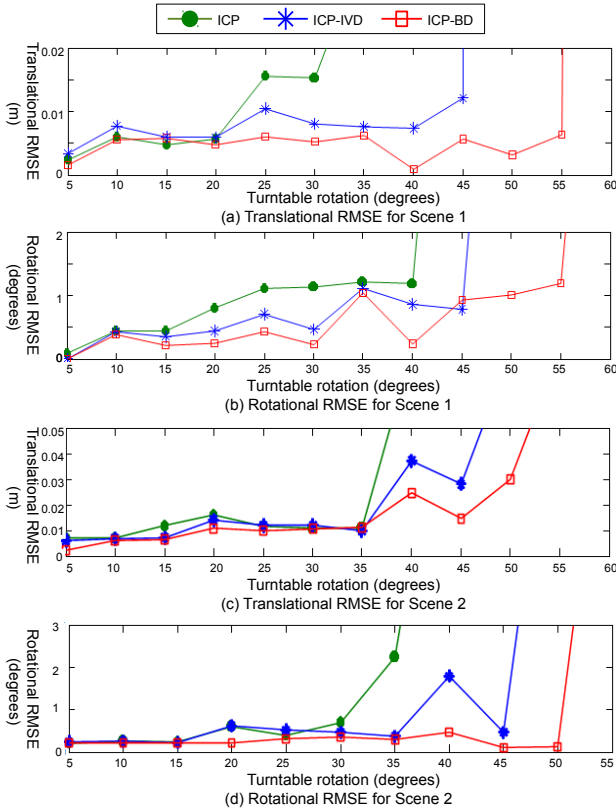 ICP ICP-IVD ICP-BD
Translational RMSE
(m)
0.02
0.01
0
5 10 15 20 25 30 35 40 45 50 55 60
Turntable rotation (degrees)
(a) Translational RMSE for Scene 1
Rotational RMSE
(degrees)
2
1
0
5 10 15 20 25 30 35 40 45 50 55 60
Turntable rotation (degrees)
(b) Rotational RMSE for Scene 1
Translational RMSE
(m)
0.05
0.04
0.03
0.02
0.01
0
5 10 15 20 25 30 35 40 45 50 55 60
Turntable rotation (degrees)
(c) Translational RMSE for Scene 2
Rotational RMSE
(degrees)
3
2
1
0
5 10 15 20 25 30 35 40 45 50 55
Turntable rotation (degrees)
(d) Rotational RMSE for Scene 2